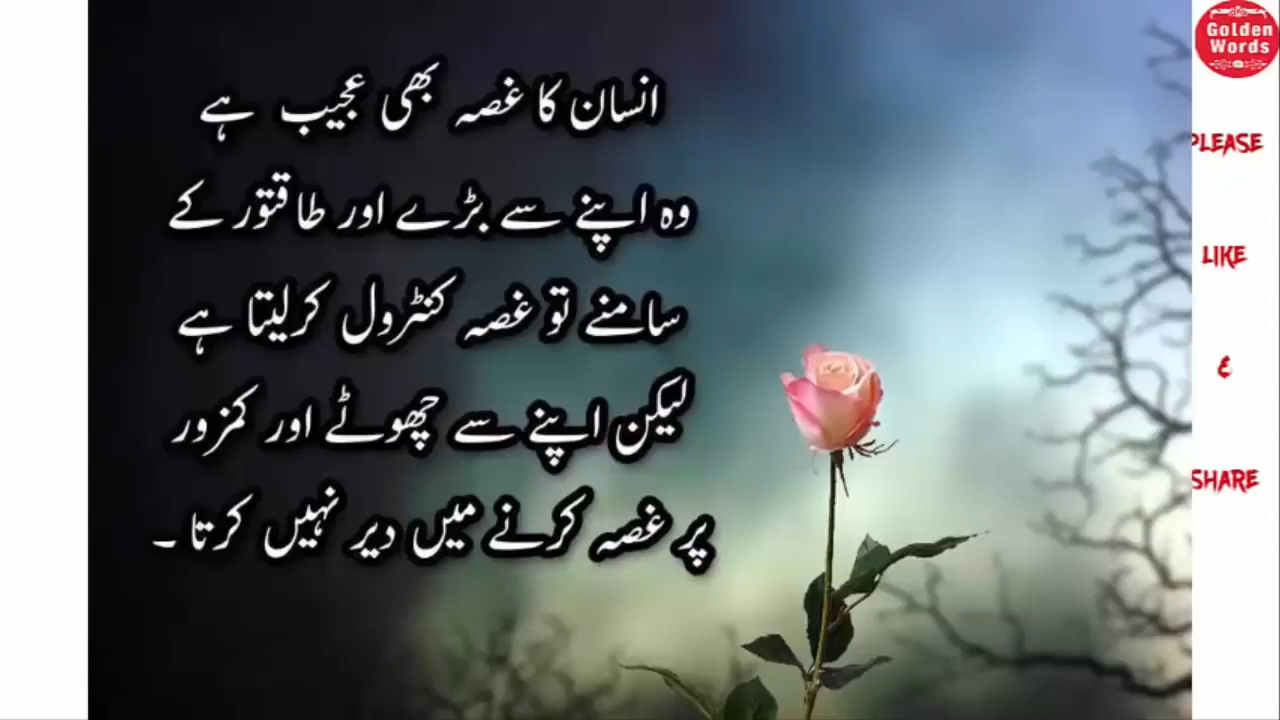 انسان کا غصہ بھی عجیب ہے
وہ اپنے سے بڑے اور طاقتور کے
سامنے تو غصہ کنٹرول کرلیتا ہے
لیکن اپنے سے چھوٹے اور کمزور
پر غصہ کرنے میں دیر نہیں کرتا ۔
Golden
Words
PLEASE
LIKE
&
SHARE